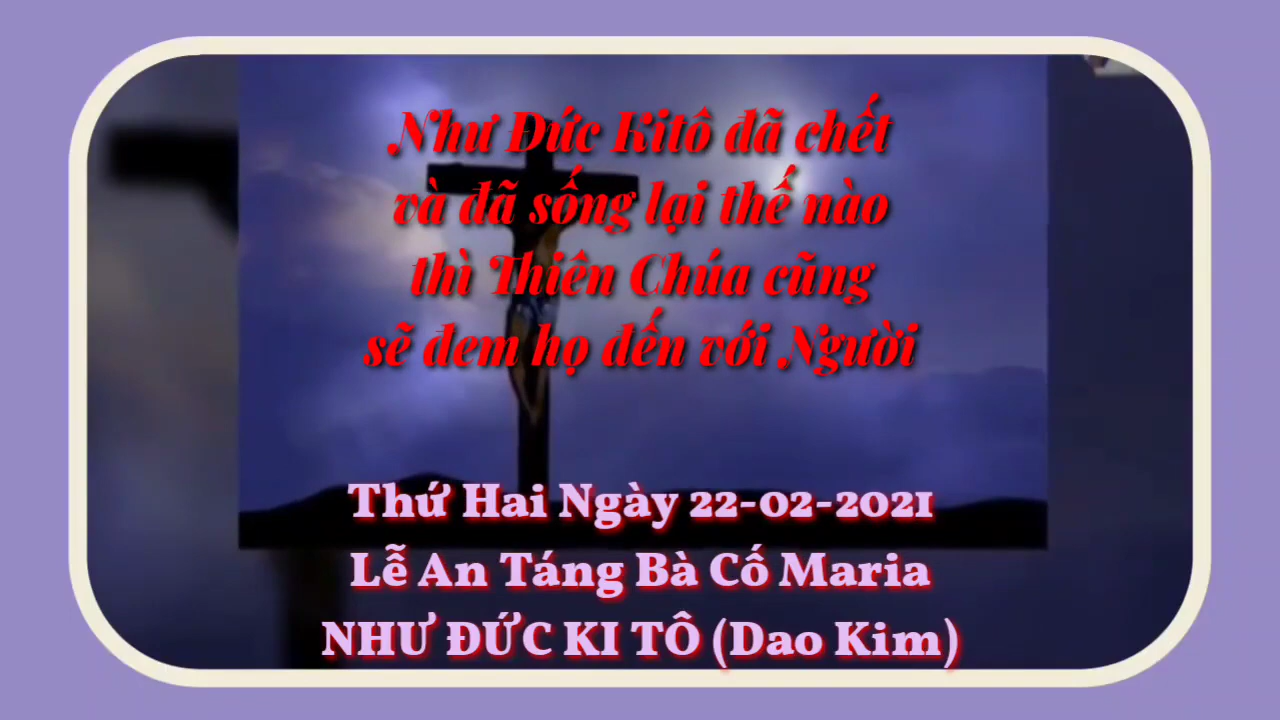 Như Đức Kitô đã chết
và đã sống lại thế nào
thì Thiên Chúa cũng
sẽ đem họ đến với Người
Thứ Hai Ngày 22-02-2021
Lễ An Táng Bà Cố Maria
NHƯ ĐỨC KI TÔ (Dao Kim)